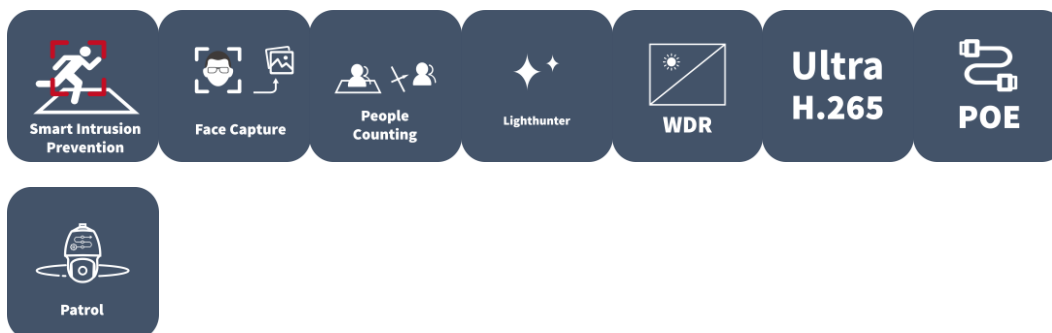 Smart Intrusion
Prevention
Face Capture
People
Counting
Lighthunter
WDR
Ultra
H.265
POE
Patrol